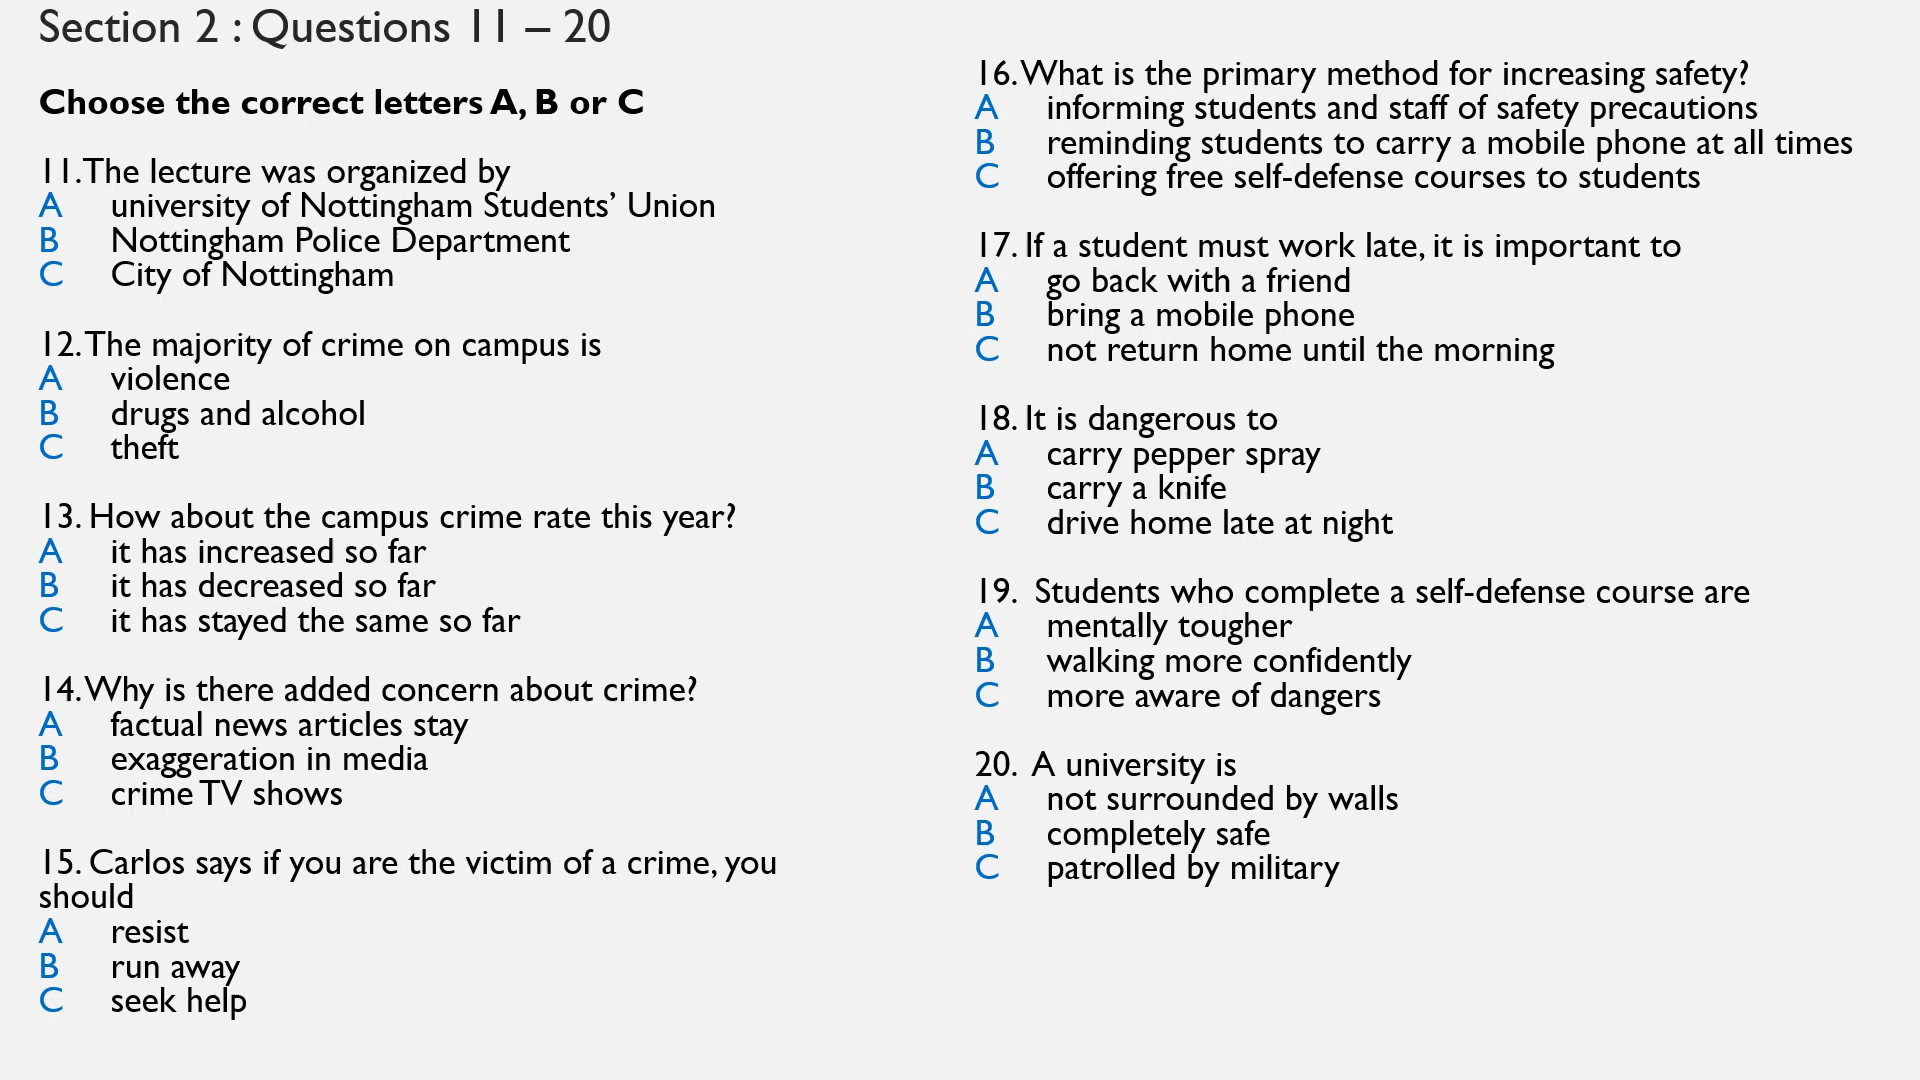 Section 2 : Questions 11 – 20
Choose the correct letters A, B or C
11. The lecture was organized by
A university of Nottingham Students’ Union
B Nottingham Police Department
C City of Nottingham
12. The majority of crime on campus is
A violence
B drugs and alcohol
C theft
13. How about the campus crime rate this year?
A it has increased so far
B it has decreased so far
C it has stayed the same so far
14. Why is there added concern about crime?
A factual news articles stay
B exaggeration in media
C crime TV shows
15. Carlos says if you are the victim of a crime, you
should
A resist
B run away
C seek help
16. What is the primary method for increasing safety?
A informing students and staff of safety precautions
B reminding students to carry a mobile phone at all times
C offering free self-defense courses to students
17. If a student must work late, it is important to
A go back with a friend
B bring a mobile phone
C not return home until the morning
18. It is dangerous to
A carry pepper spray
B carry a knife
C drive home late at night
19. Students who complete a self-defense course are
A mentally tougher
B walking more confidently
C more aware of dangers
20. A university is
A not surrounded by walls
B completely safe
C patrolled by military